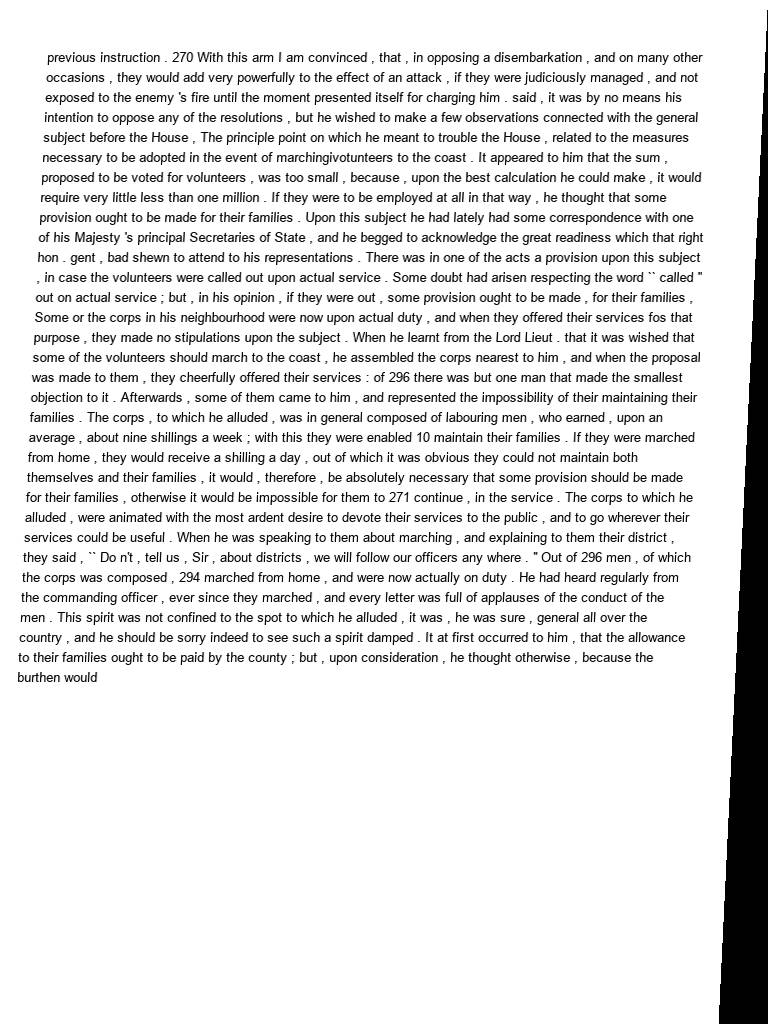 previous instruction . 270 With this arm I am convinced , that , in opposing a disembarkation , and on many other
occasions , they would add very powerfully to the effect of an attack , if they were judiciously managed , and not
exposed to the enemy 's fire until the moment presented itself for charging him . said , it was by no means his
intention to oppose any of the resolutions , but he wished to make a few observations connected with the general
subject before the House , The principle point on which he meant to trouble the House , related to the measures
necessary to be adopted in the event of marchingivotunteers to the coast . It appeared to him that the sum ,
proposed to be voted for volunteers , was too small , because , upon the best calculation he could make , it would
require very little less than one million . If they were to be employed at all in that way , he thought that some
provision ought to be made for their families . Upon this subject he had lately had some correspondence with one
of his Majesty 's principal Secretaries of State , and he begged to acknowledge the great readiness which that right
hon . gent , bad shewn to attend to his representations . There was in one of the acts a provision upon this subject
, in case the volunteers were called out upon actual service . Some doubt had arisen respecting the word `` called "
out on actual service ; but , in his opinion , if they were out , some provision ought to be made , for their families ,
Some or the corps in his neighbourhood were now upon actual duty , and when they offered their services fos that
purpose , they made no stipulations upon the subject . When he learnt from the Lord Lieut . that it was wished that
some of the volunteers should march to the coast , he assembled the corps nearest to him , and when the proposal
was made to them , they cheerfully offered their services : of 296 there was but one man that made the smallest
objection to it . Afterwards , some of them came to him , and represented the impossibility of their maintaining their
families . The corps , to which he alluded , was in general composed of labouring men , who earned , upon an
average , about nine shillings a week ; with this they were enabled 10 maintain their families . If they were marched
from home , they would receive a shilling a day , out of which it was obvious they could not maintain both
themselves and their families , it would , therefore , be absolutely necessary that some provision should be made
for their families , otherwise it would be impossible for them to 271 continue , in the service . The corps to which he
alluded , were animated with the most ardent desire to devote their services to the public , and to go wherever their
services could be useful . When he was speaking to them about marching , and explaining to them their district ,
they said , `` Do n't , tell us , Sir , about districts , we will follow our officers any where . " Out of 296 men , of which
the corps was composed , 294 marched from home , and were now actually on duty . He had heard regularly from
the commanding officer , ever since they marched , and every letter was full of applauses of the conduct of the
men . This spirit was not confined to the spot to which he alluded , it was , he was sure , general all over the
country , and he should be sorry indeed to see such a spirit damped . It at first occurred to him , that the allowance
to their families ought to be paid by the county ; but , upon consideration , he thought otherwise , because the
burthen would